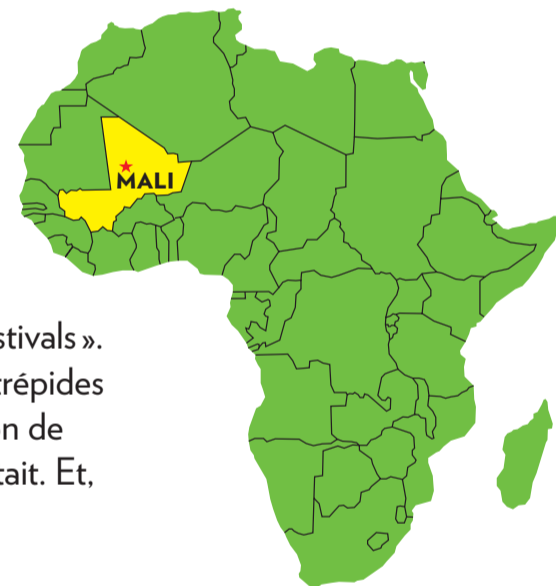 MALI
stivals ».
trépides
n de
tait. Et,